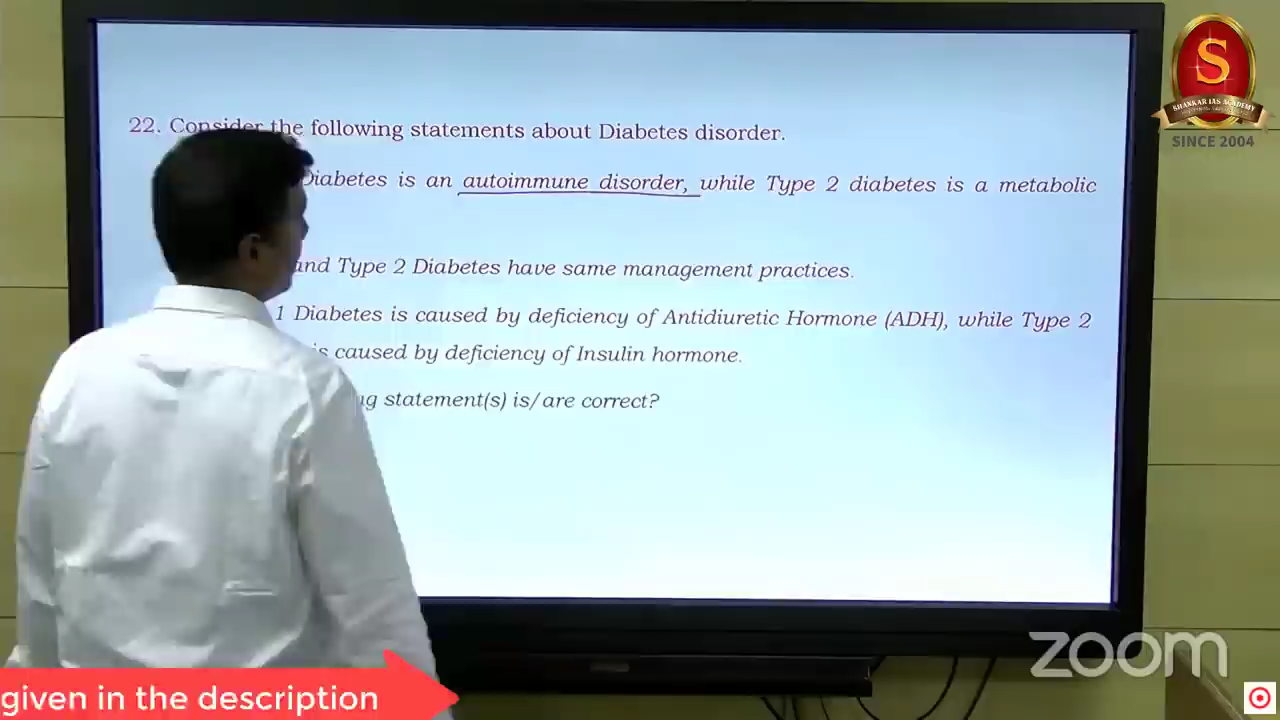 22. Consider the following statements about Diabetes disorder.
Diabetes is an autoimmune disorder, while Type 2 diabetes is a metabolic
and Type 2 Diabetes have same management practices.
1 Diabetes is caused by deficiency of Antidiuretic Hormone (ADH), while Type 2
is caused by deficiency of Insulin hormone.
statement(s) is/are correct?
S
SHANKAR IAS ACADEMY
SINCE 2004
zoom
given in the description